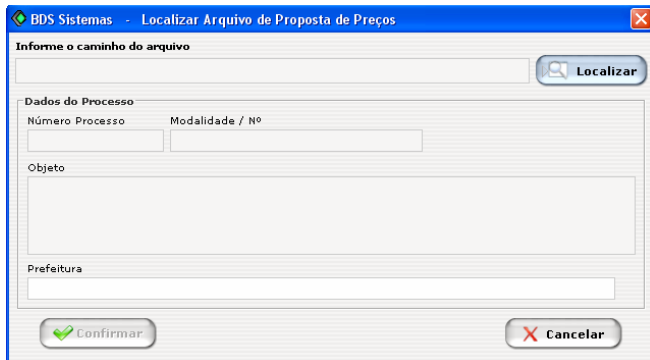 BDS Sistemas - Localizar Arquivo de Proposta de Preços
Informe o caminho do arquivo
Localizar
Dados do Processo
Número Processo Modalidade / Nº
Objeto
Prefeitura
Confirmar Cancelar